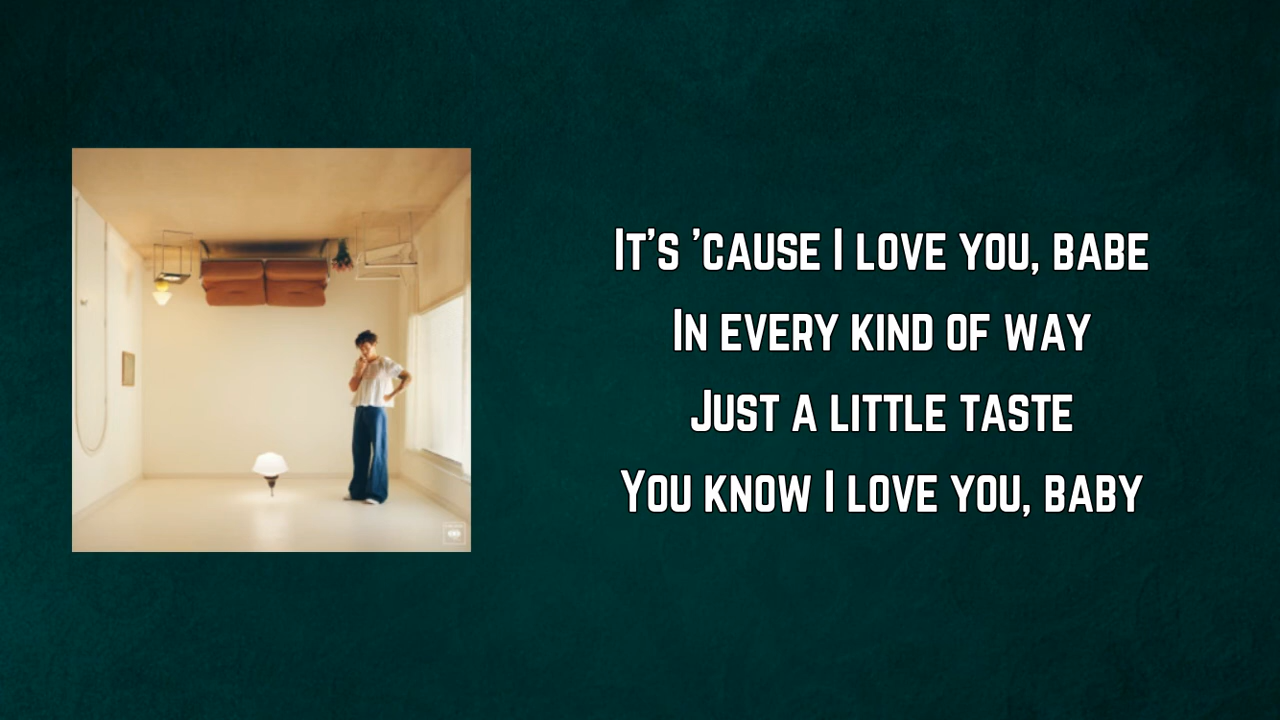 It's 'cause I love you, babe
In every kind of way
Just a little taste
You know I love you, baby